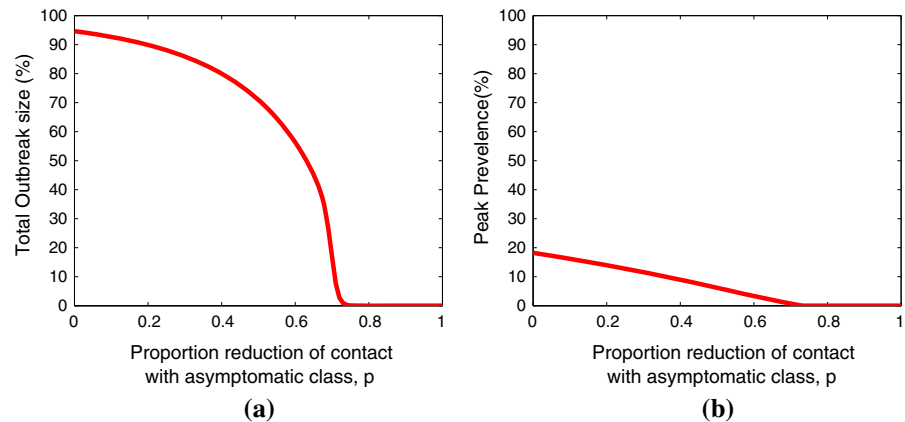 100
90
80
70
60
50
40
30
20
10
0
Total Outbreak size (%)
0 0.2 0.4 0.6 0.8 1
Proportion reduction of contact
with asymptomatic class, p
(a)
100
90
80
70
60
50
40
30
20
10
0
Peak Prevelence(%)
0 0.2 0.4 0.6 0.8 1
Proportion reduction of contact
with asymptomatic class, p
(b)